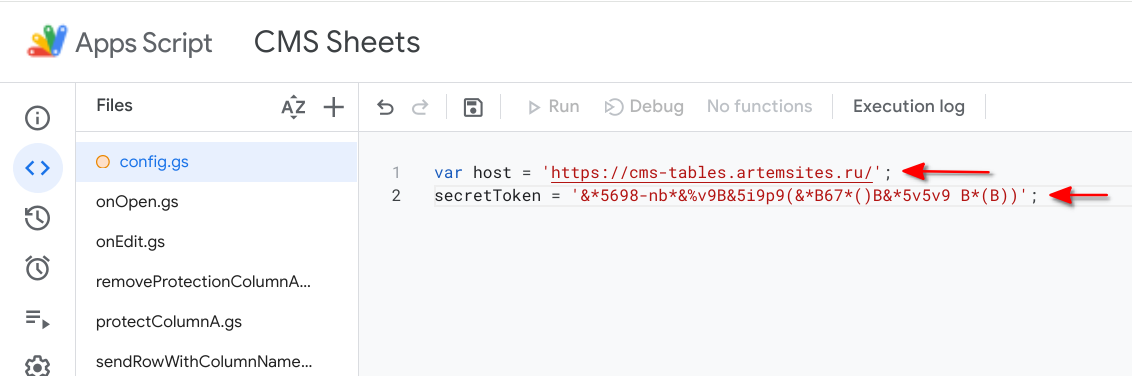 Apps Script CMS Sheets
Files AZ Run Debug No functions Execution log
config.gs
onOpen.gs
onEdit.gs
removeProtectionColumnA...
protectColumnA.gs
sendRowWithColumnName...
1 var host = 'https://cms-tables.artemsites.ru/';
2 secretToken = '&*5698-nb*&%v9B&5i9p9(&*B67*()B&*5v5v9 B*(B))';